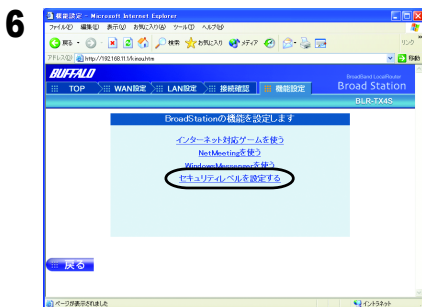 6
機能設定 - Microsoft Internet Explorer
ファイル(F) 編集(E) 表示(V) お気に入り(A) ツール(T) ヘルプ(H)
戻る 検索 お気に入り メディア リンク
アドレス(D) 移動
BUFFALO
BroadBand LocalRouter
TOP WAN設定 LAN設定 接続確認 機能設定 Broad Station
BLR-TX4S
BroadStationの機能を設定します
インターネット対応ゲームを使う
NetMeetingを使う
WindowsMessengerを使う
セキュリティレベルを設定する
戻る
ページが表示されました イントラネット